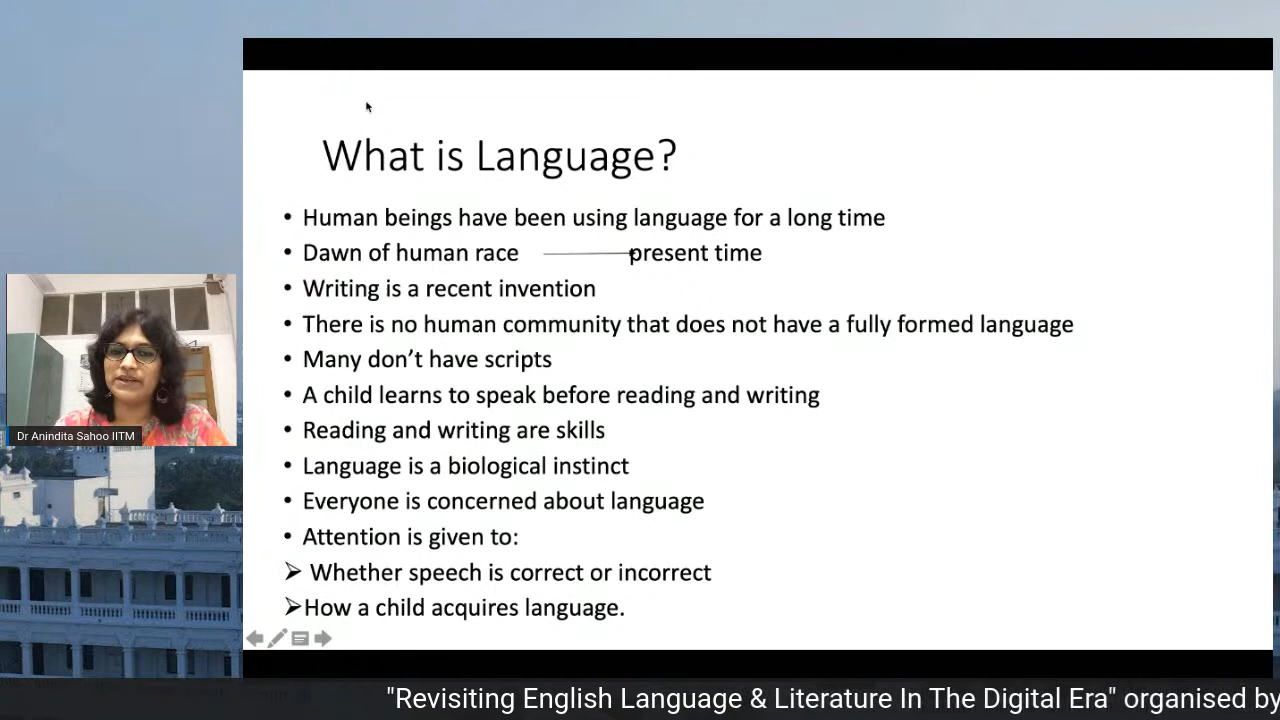 What is Language?
• Human beings have been using language for a long time
• Dawn of human race present time
• Writing is a recent invention
• There is no human community that does not have a fully formed language
• Many don't have scripts
• A child learns to speak before reading and writing
• Reading and writing are skills
• Language is a biological instinct
• Everyone is concerned about language
• Attention is given to:
➢ Whether speech is correct or incorrect
➢How a child acquires language.
Dr Anindita Sahoo IITM
"Revisiting English Language & Literature In The Digital Era" organised by